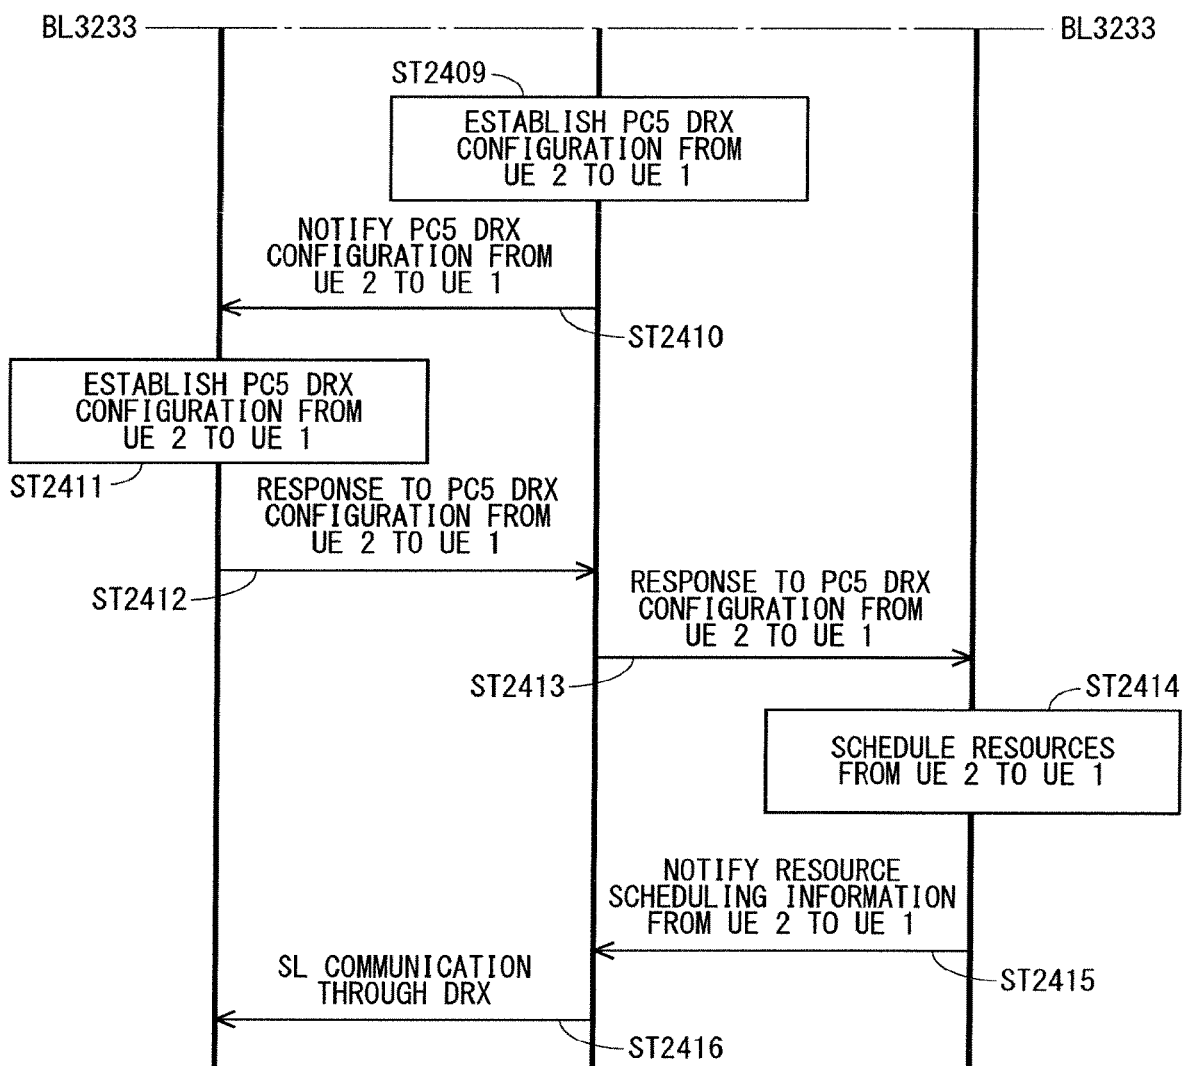 BL3233
BL3233
ST2409
ESTABLISH PC5 DRX
CONFIGURATION FROM
UE 2 TO UE 1
NOTIFY PC5 DRX
CONFIGURATION FROM
UE 2 TO UE 1
ST2410
ESTABLISH PC5 DRX
CONFIGURATION FROM
UE 2 TO UE 1
ST2411
RESPONSE TO PC5 DRX
CONFIGURATION FROM
UE 2 TO UE 1
ST2412
RESPONSE TO PC5 DRX
CONFIGURATION FROM
UE 2 TO UE 1
ST2413
ST2414
SCHEDULE RESOURCES
FROM UE 2 TO UE 1
NOTIFY RESOURCE
SCHEDULING INFORMATION
FROM UE 2 TO UE 1
ST2415
SL COMMUNICATION
THROUGH DRX
ST2416